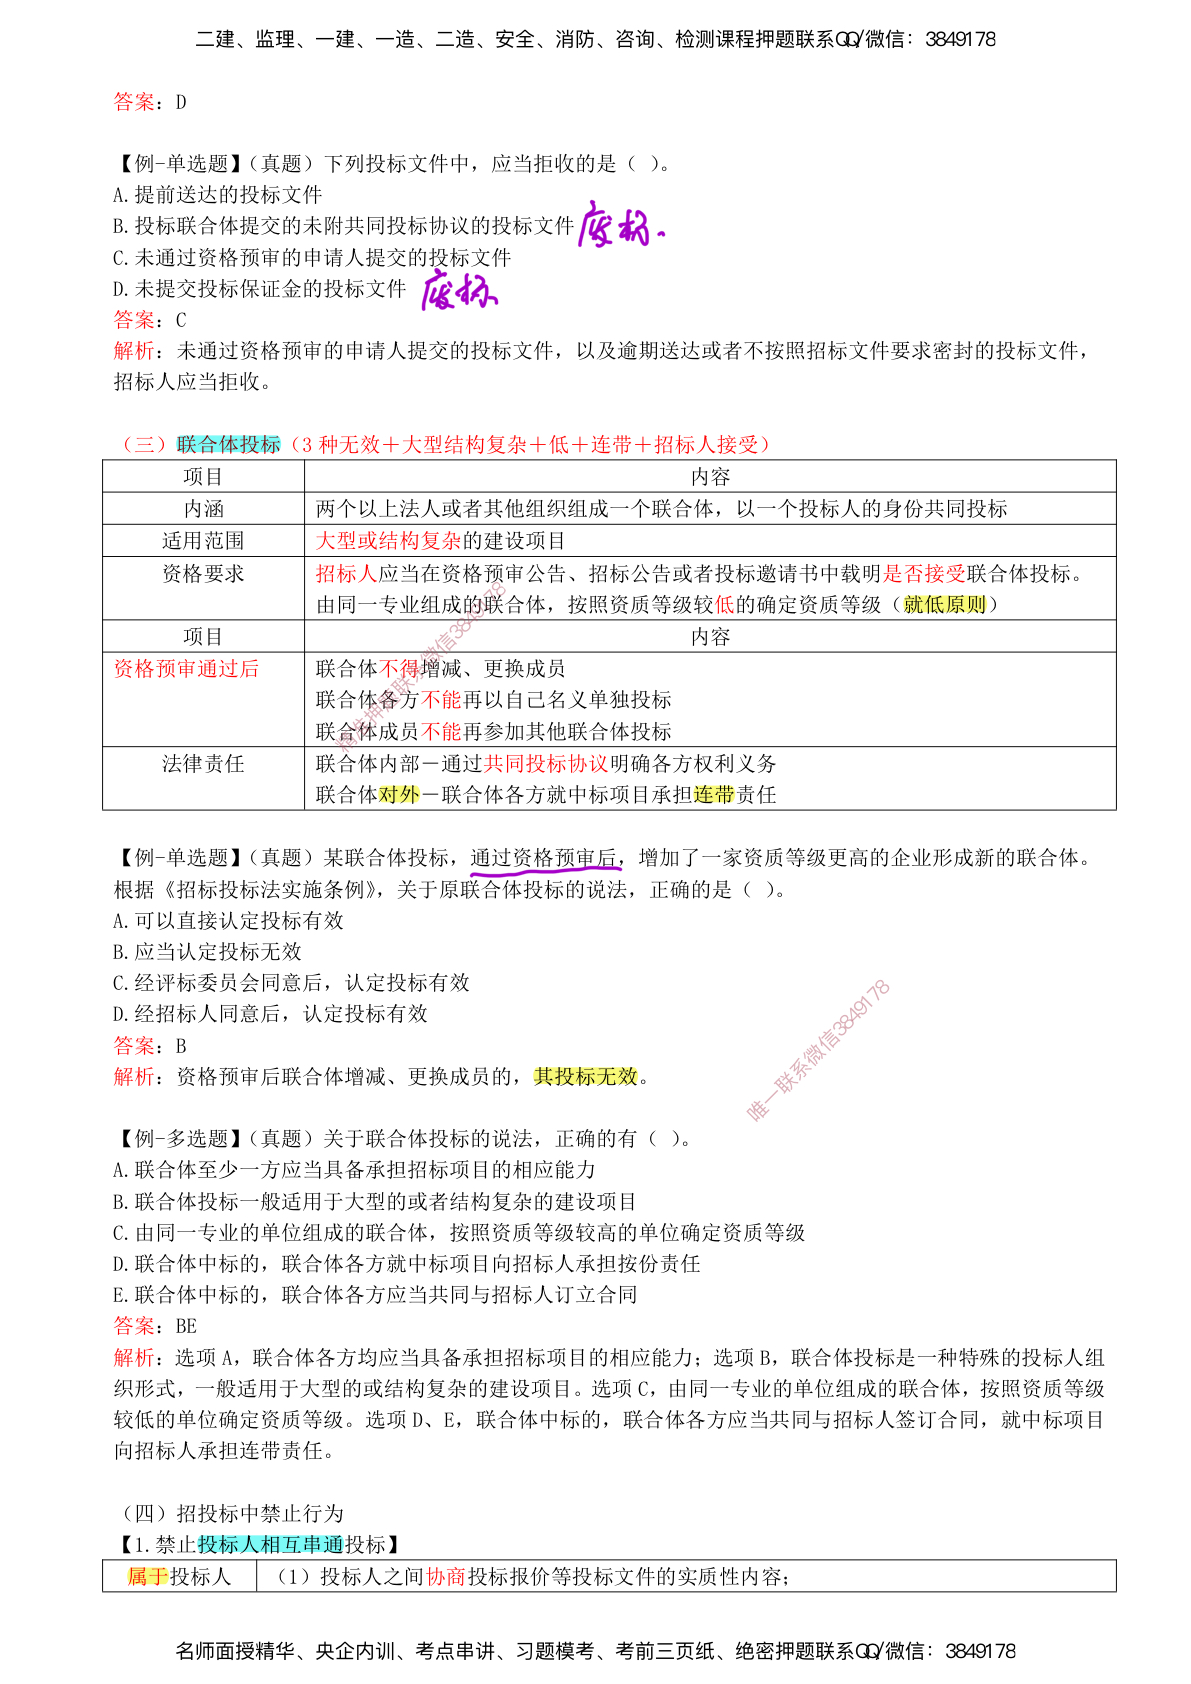 二建、监理、一建、一造、二造、安全、消防、咨询、检测课程押题联系QQ/微信：3849178
答案：D
【例-单选题】（真题）下列投标文件中，应当拒收的是（ ）。
A.提前送达的投标文件
B.投标联合体提交的未附共同投标协议的投标文件 废标.
C.未通过资格预审的申请人提交的投标文件
D.未提交投标保证金的投标文件 废标
答案：C
解析：未通过资格预审的申请人提交的投标文件，以及逾期送达或者不按照招标文件要求密封的投标文件，
招标人应当拒收。
（三）联合体投标（3 种无效＋大型结构复杂＋低＋连带＋招标人接受）
项目 内容
内涵 两个以上法人或者其他组织组成一个联合体，以一个投标人的身份共同投标
适用范围 大型或结构复杂的建设项目
资格要求 招标人应当在资格预审公告、招标公告或者投标邀请书中载明是否接受联合体投标。
由同一专业组成的联合体，按照资质等级较低的确定资质等级（就低原则）
项目 内容
资格预审通过后 联合体不得增减、更换成员
联合体各方不能再以自己名义单独投标
联合体成员不能再参加其他联合体投标
法律责任 联合体内部－通过共同投标协议明确各方权利义务
联合体对外－联合体各方就中标项目承担连带责任
精准押题联系微信3849178
【例-单选题】（真题）某联合体投标，通过资格预审后，增加了一家资质等级更高的企业形成新的联合体。
根据《招标投标法实施条例》，关于原联合体投标的说法，正确的是（ ）。
A.可以直接认定投标有效
B.应当认定投标无效
C.经评标委员会同意后，认定投标有效
D.经招标人同意后，认定投标有效
答案：B
解析：资格预审后联合体增减、更换成员的，其投标无效。
唯一联系微信3849178
【例-多选题】（真题）关于联合体投标的说法，正确的有（ ）。
A.联合体至少一方应当具备承担招标项目的相应能力
B.联合体投标一般适用于大型的或者结构复杂的建设项目
C.由同一专业的单位组成的联合体，按照资质等级较高的单位确定资质等级
D.联合体中标的，联合体各方就中标项目向招标人承担按份责任
E.联合体中标的，联合体各方应当共同与招标人订立合同
答案：BE
解析：选项 A，联合体各方均应当具备承担招标项目的相应能力；选项 B，联合体投标是一种特殊的投标人组
织形式，一般适用于大型的或结构复杂的建设项目。选项 C，由同一专业的单位组成的联合体，按照资质等级
较低的单位确定资质等级。选项 D、E，联合体中标的，联合体各方应当共同与招标人签订合同，就中标项目
向招标人承担连带责任。
（四）招投标中禁止行为
【1.禁止投标人相互串通投标】
属于投标人 （1）投标人之间协商投标报价等投标文件的实质性内容；
名师面授精华、央企内训、考点串讲、习题模考、考前三页纸、绝密押题联系QQ/微信：3849178